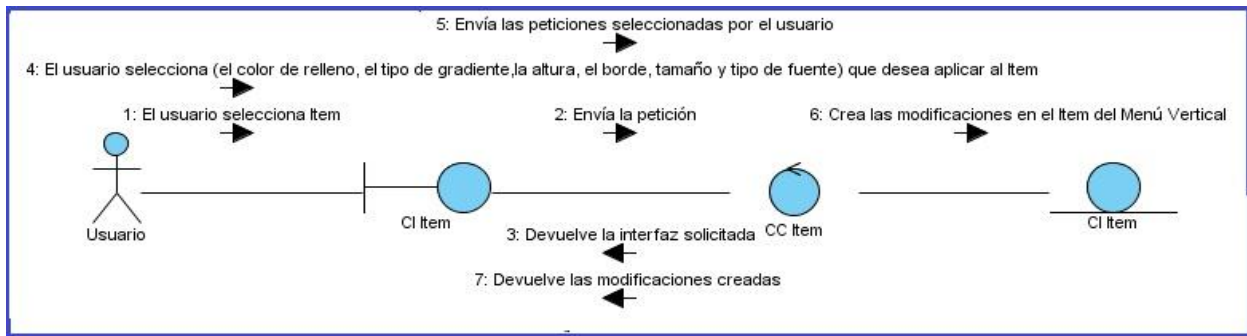 5: Envía las peticiones seleccionadas por el usuario
4: El usuario selecciona (el color de relleno, el tipo de gradiente,la altura, el borde, tamaño y tipo de fuente) que desea aplicar al Item
1: El usuario selecciona Item
2: Envía la petición
6: Crea las modificaciones en el Item del Menú Vertical
Usuario
CI Item
CC Item
CI Item
3: Devuelve la interfaz solicitada
7: Devuelve las modificaciones creadas